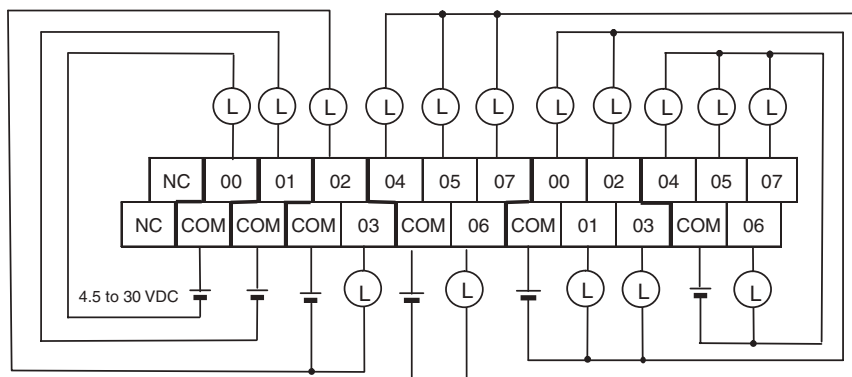 L L L L L L L L L L L
NC 00 01 02 04 05 07 00 02 04 05 07
NC COM COM COM 03 COM 06 COM 01 03 COM 06
4.5 to 30 VDC
L L L L L